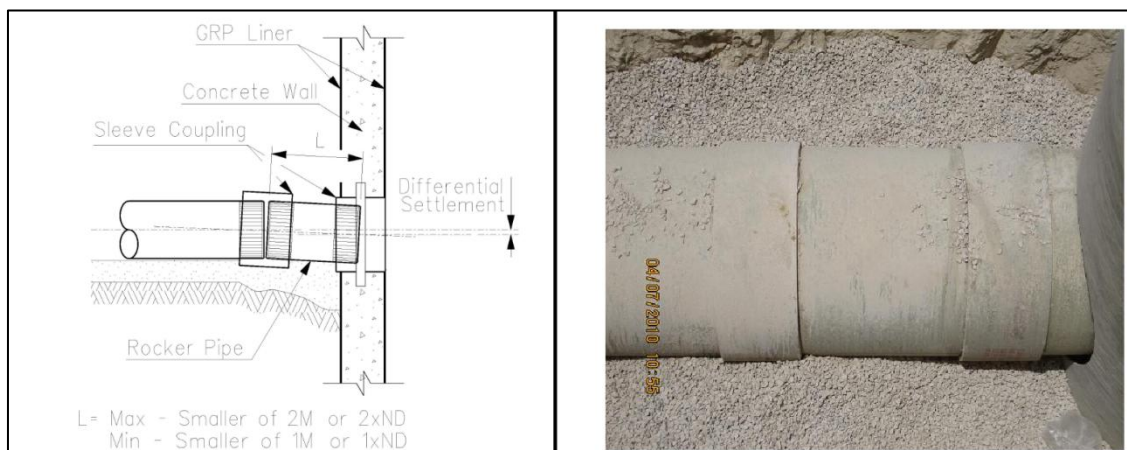 GRP Liner
Concrete Wall
Sleeve Coupling
L
Differential
Settlement
Rocker Pipe
L= Max - Smaller of 2M or 2xND
Min - Smaller of 1M or 1xND
04/07/2010 10:55